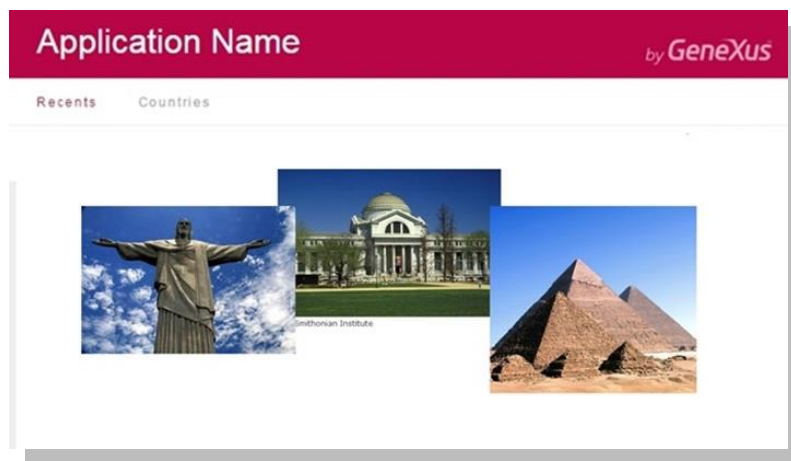 Application Name
by GeneXus
Recents Countries
Smithonian Institute